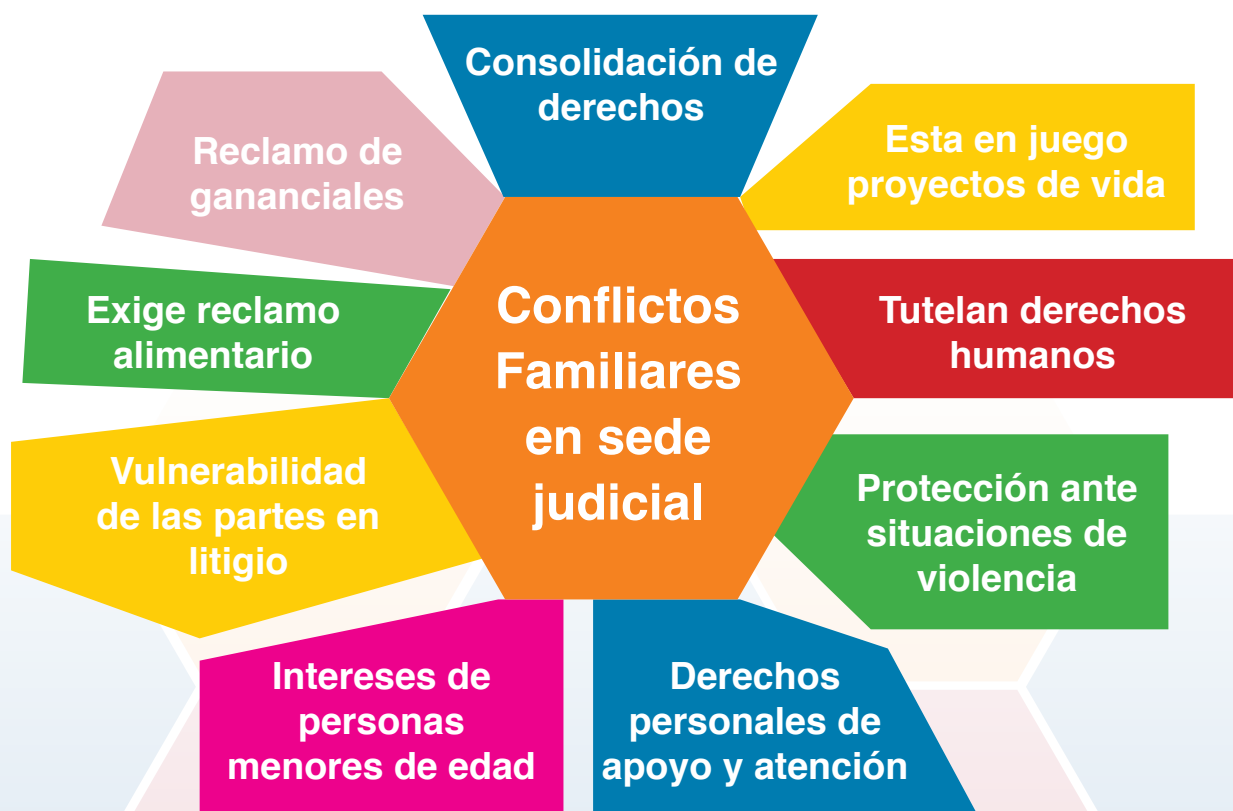 Consolidación de
derechos
Esta en juego
proyectos de vida
Tutelan derechos
humanos
Protección ante
situaciones de
violencia
Derechos
personales de
apoyo y atención
Intereses de
personas
menores de edad
Vulnerabilidad
de las partes en
litigio
Exige reclamo
alimentario
Reclamo de
gananciales
Conflictos
Familiares
en sede
judicial